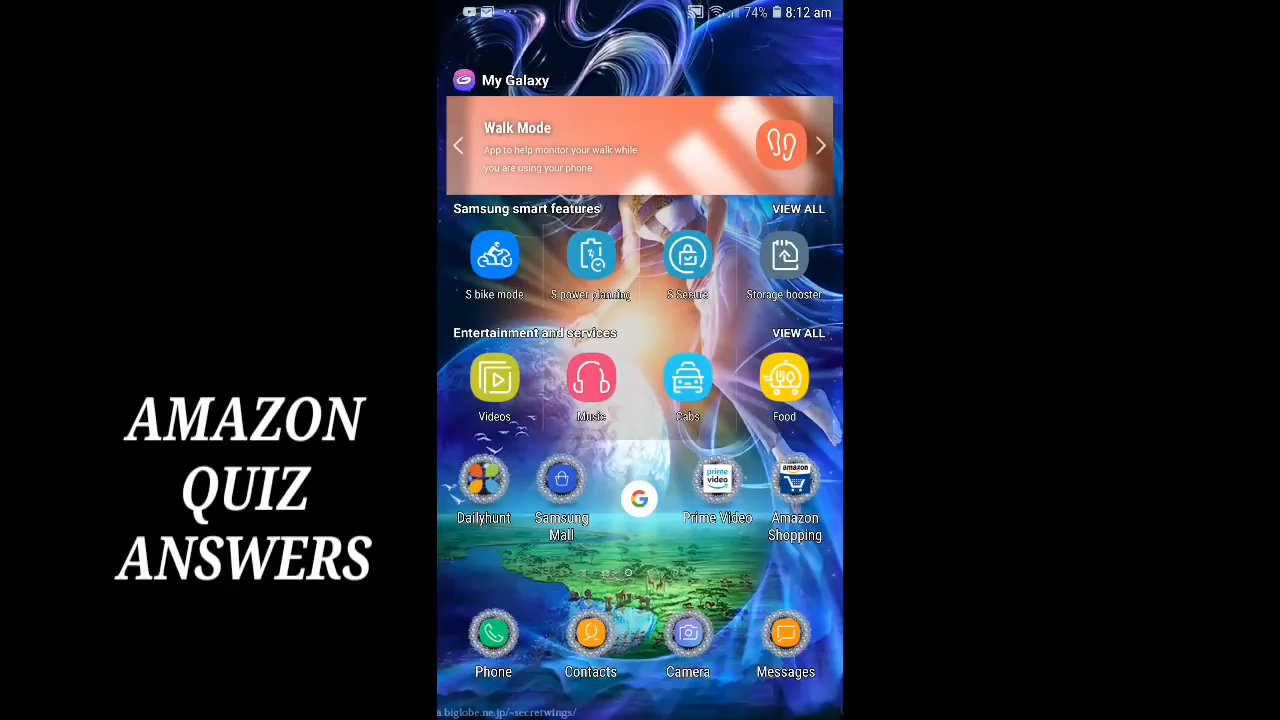 74% 8:12 am
My Galaxy
Walk Mode
App to help monitor your walk while
you are using your phone
Samsung smart features VIEW ALL
S bike mode S power planning S Secure Storage booster
Entertainment and services VIEW ALL
Videos Music Cabs Food
prime video
amazon
Dailyhunt Samsung Mall Prime Video Amazon Shopping
Phone Contacts Camera Messages
a.biglobe.ne.jp/~secretwings/
AMAZON
QUIZ
ANSWERS